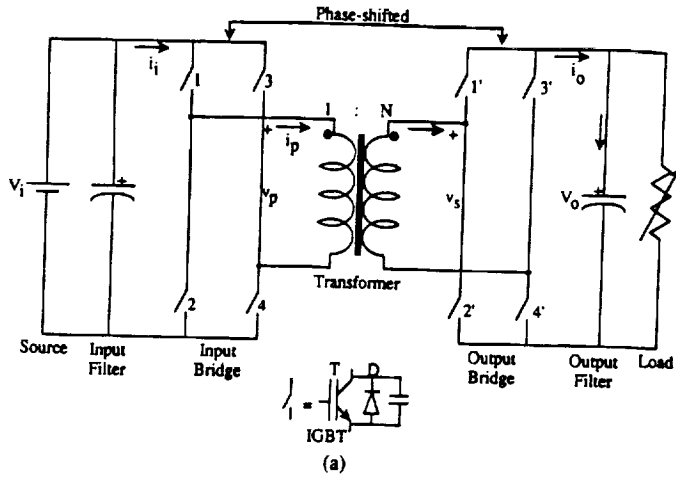 Phase-shifted
i_i 1 3 1' 3' i_o
1 : N
+ i_p +
V_i + v_p v_s V_o +
Transformer
2 4 2' 4'
Source Input Filter Input Bridge Output Bridge Output Filter Load
T D
=
IGBT
(a)